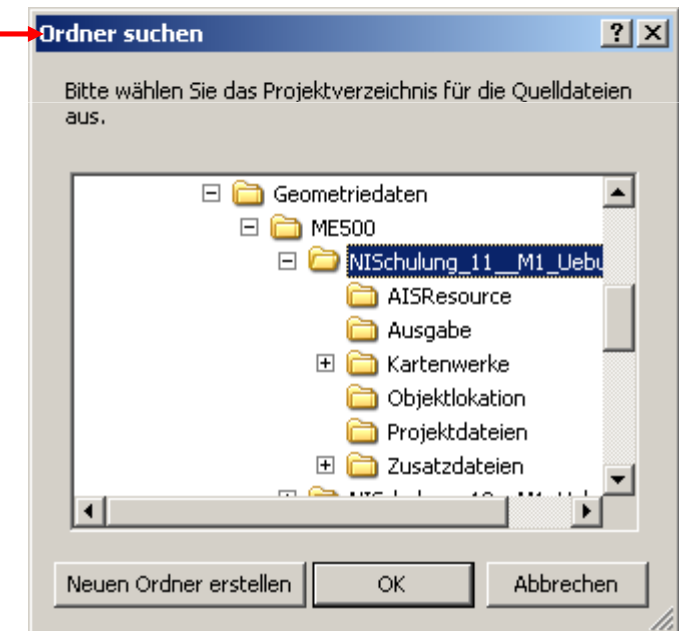 Ordner suchen
Bitte wählen Sie das Projektverzeichnis für die Quelldateien
aus.
Geometriedaten
ME500
NISchulung_11__M1_Uebu
AISResource
Ausgabe
Kartenwerke
Objektlokation
Projektdateien
Zusatzdateien
Neuen Ordner erstellen
OK
Abbrechen